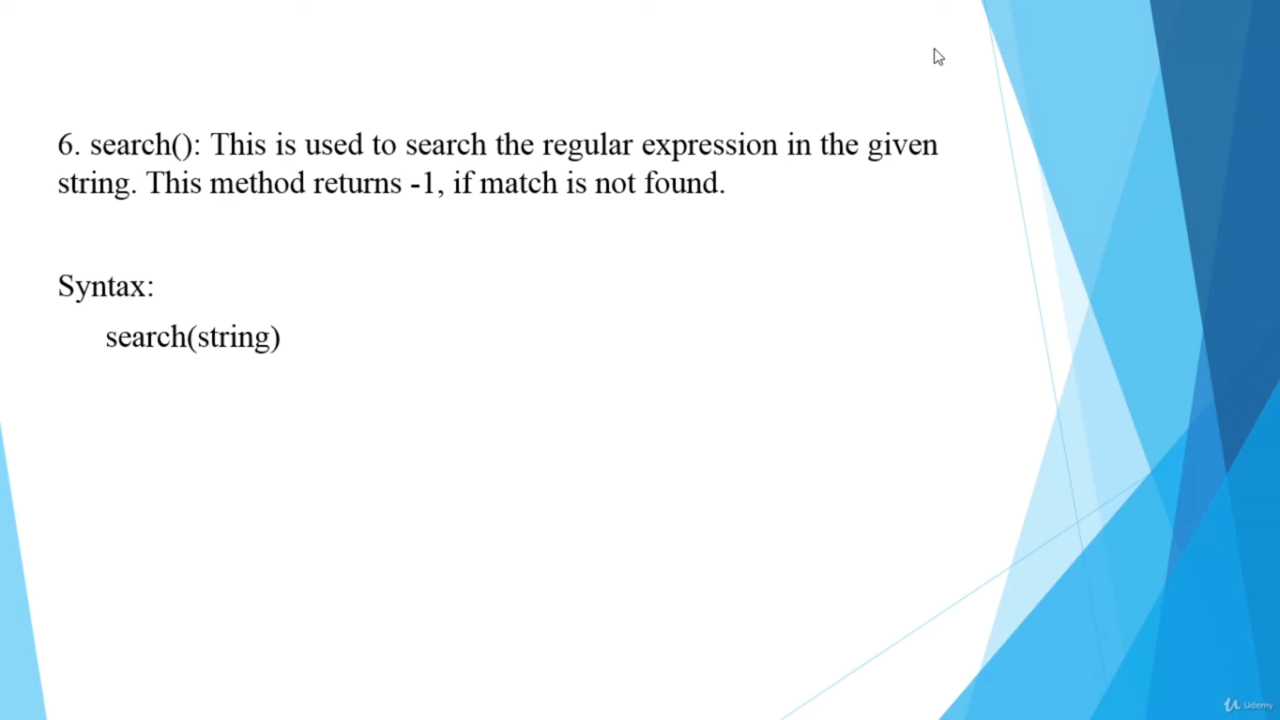 6. search(): This is used to search the regular expression in the given
string. This method returns -1, if match is not found.
Syntax:
search(string)
Udemy